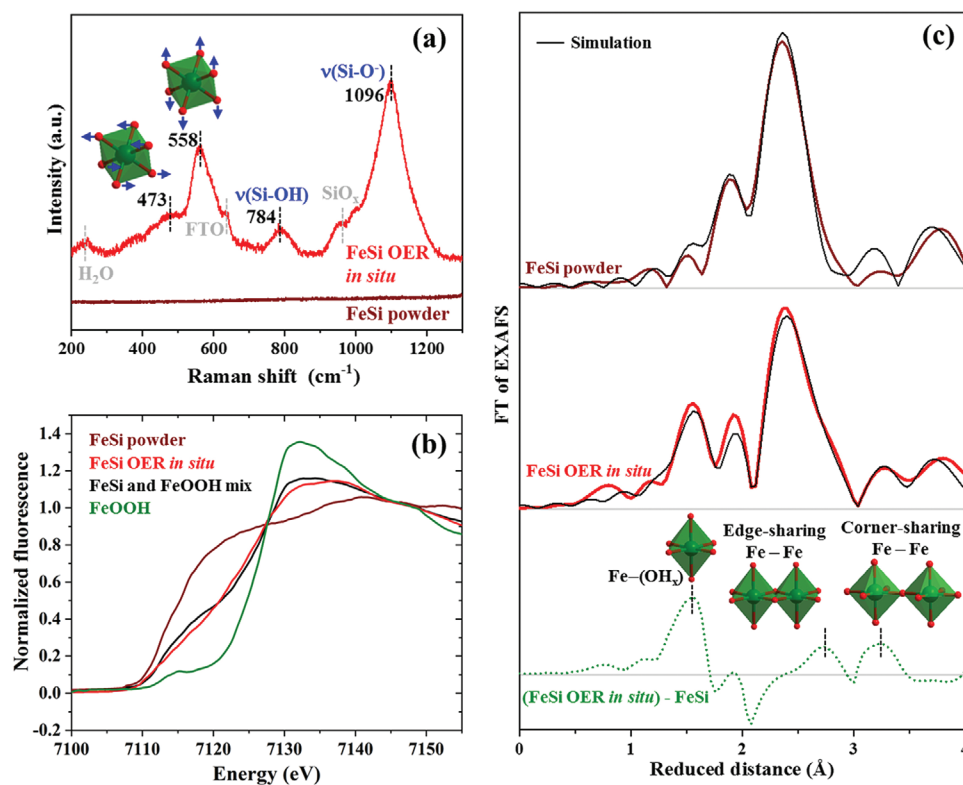 (a)
Intensity (a.u.)
473
558
ν(Si-O⁻)
1096
ν(Si-OH)
784
SiOₓ
FTO
H₂O
FeSi OER
in situ
FeSi powder
200 400 600 800 1000 1200
Raman shift (cm⁻¹)
(b)
Normalized fluorescence
1.4
1.2
1.0
0.8
0.6
0.4
0.2
0.0
-0.2
FeSi powder
FeSi OER in situ
FeSi and FeOOH mix
FeOOH
7100 7110 7120 7130 7140 7150
Energy (eV)
(c)
Simulation
FeSi powder
FT of EXAFS
FeSi OER in situ
Fe–(OHₓ)
Edge-sharing
Fe – Fe
Corner-sharing
Fe – Fe
(FeSi OER in situ) - FeSi
0 1 2 3 4
Reduced distance (Å)